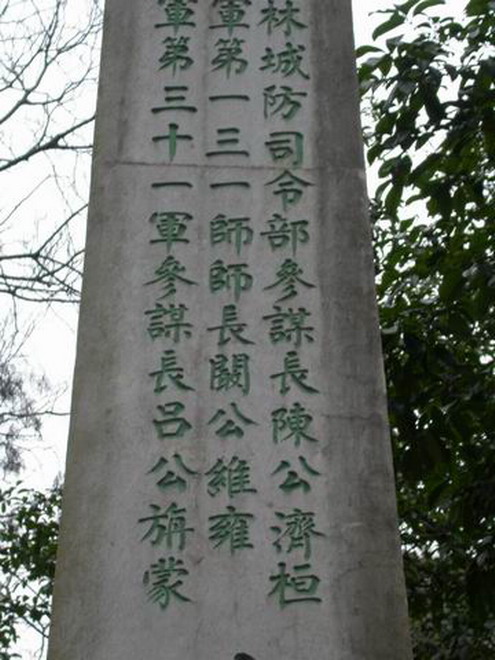 林城防司令部參謀長陳公濟桓
軍第一三一師師長闞公維雍
軍第三十一軍參謀長呂公旃蒙